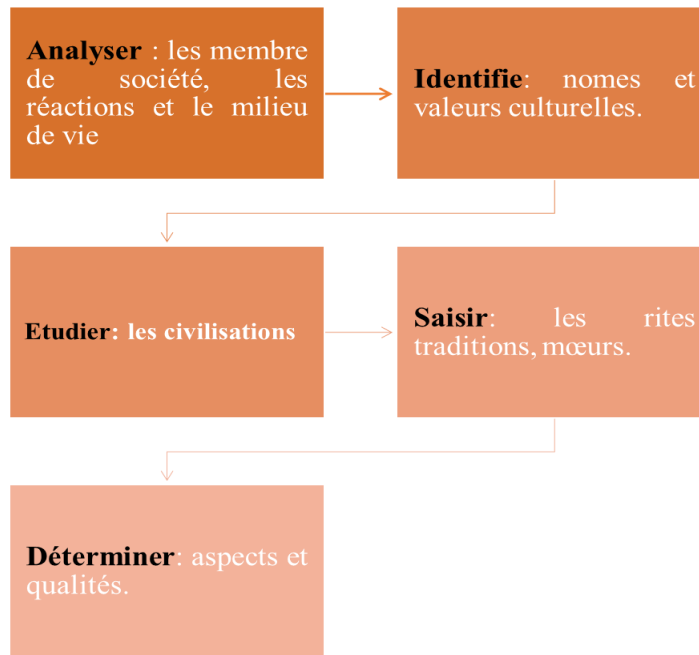 Analyser : les membre
de société, les
réactions et le milieu
de vie
Identifie: nomes et
valeurs culturelles.
Etudier: les civilisations
Saisir: les rites
traditions, mœurs.
Déterminer: aspects et
qualités.